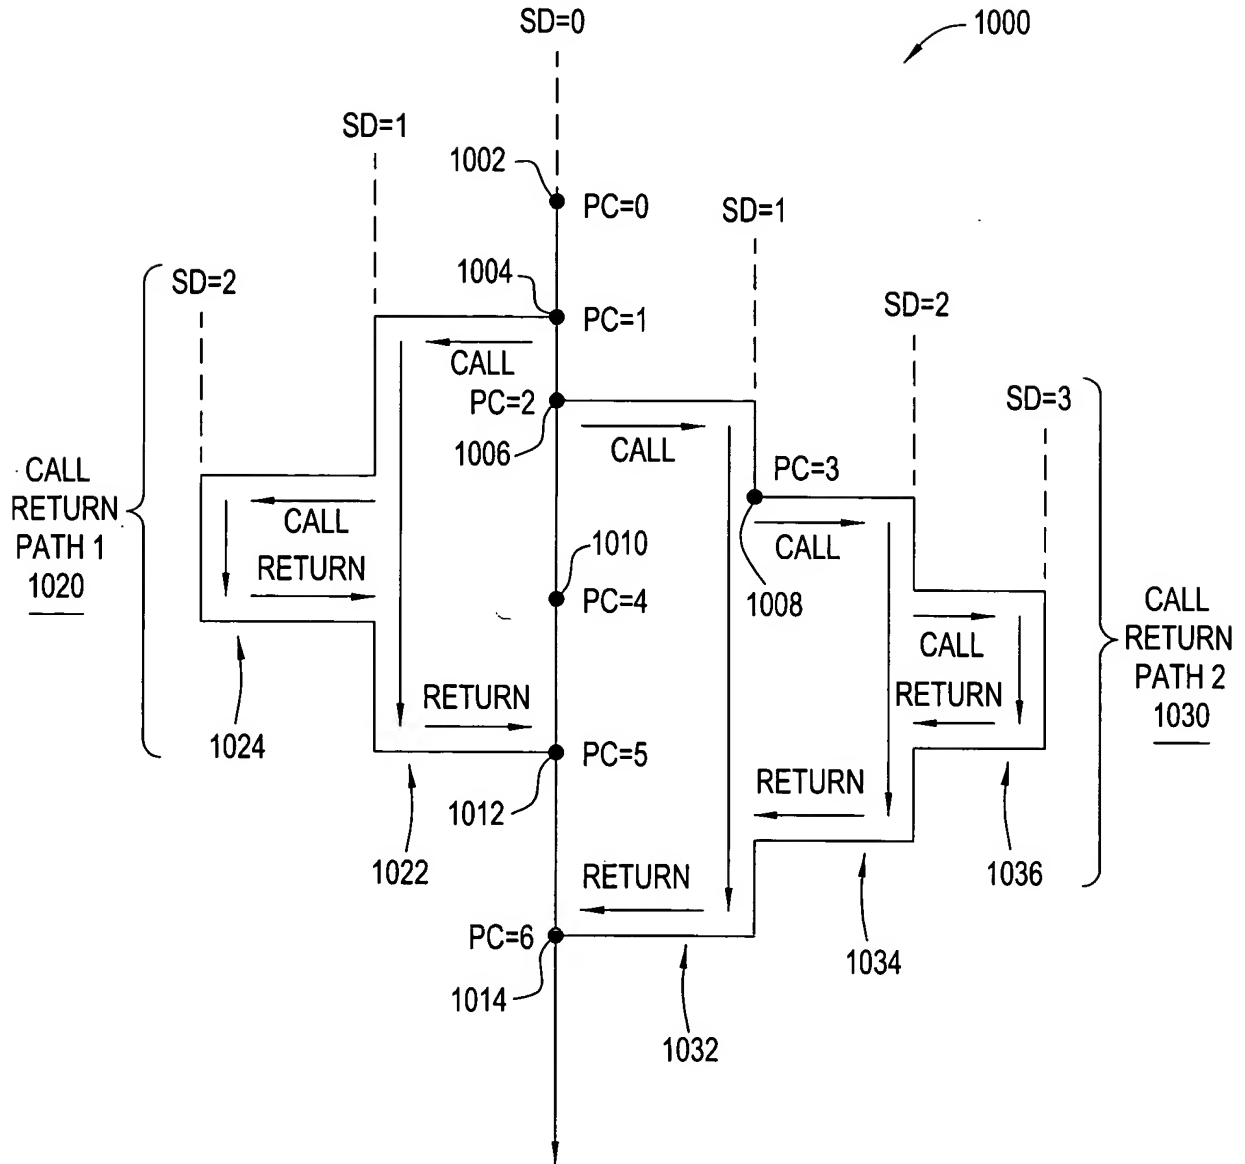 SD=0
1000
SD=1
1002
PC=0
SD=1
1004
SD=2
PC=1
SD=2
CALL
SD=3
PC=2
1006
CALL
PC=3
CALL
RETURN
PATH 1
1020
CALL
RETURN
1010
CALL
1008
PC=4
CALL
RETURN
CALL
RETURN
PATH 2
1030
RETURN
1024
PC=5
1012
RETURN
1022
RETURN
1036
PC=6
1034
1014
1032